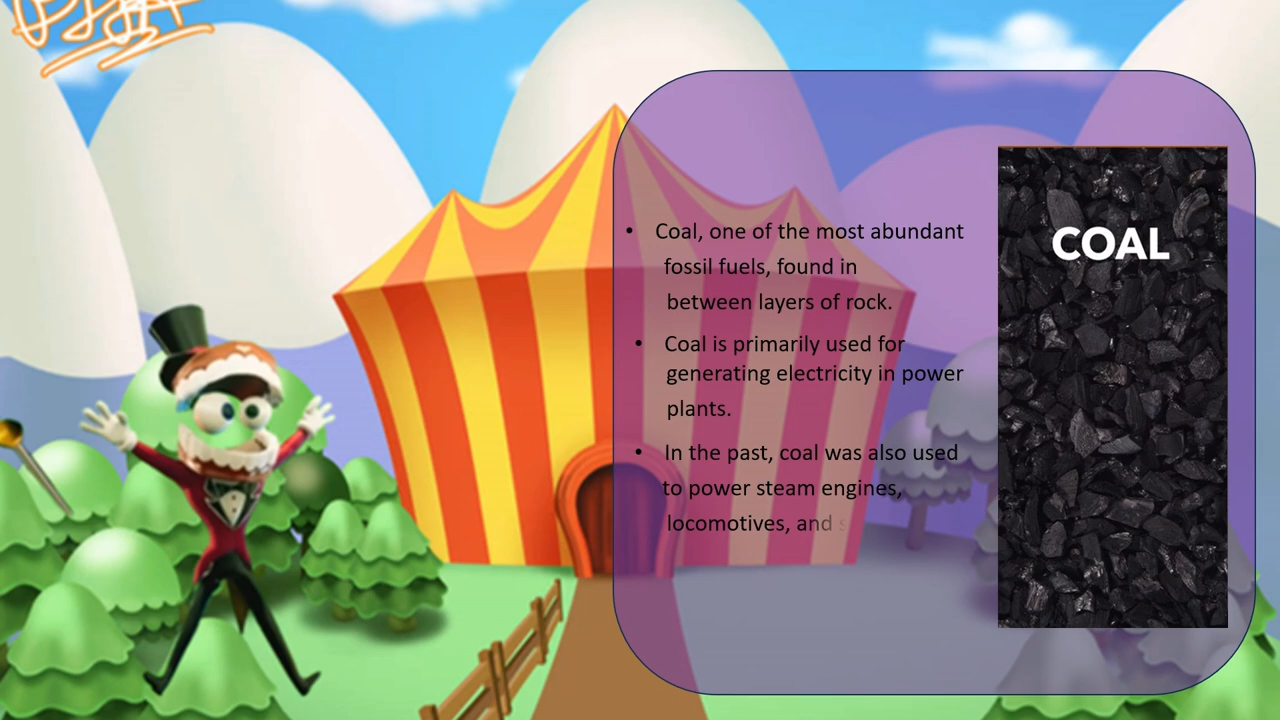 • Coal, one of the most abundant
fossil fuels, found in
between layers of rock.
• Coal is primarily used for
generating electricity in power
plants.
• In the past, coal was also used
to power steam engines,
locomotives, and s
COAL